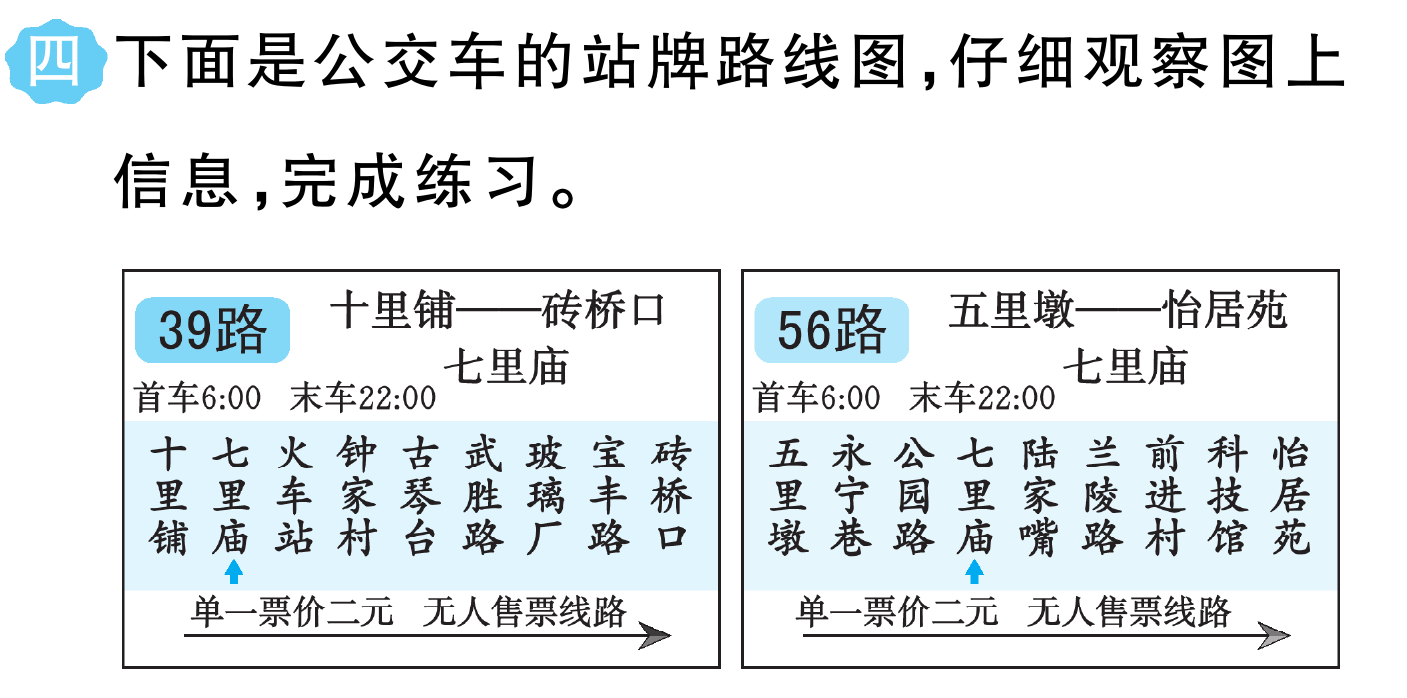 四 下面是公交车的站牌路线图,仔细观察图上
信息,完成练习。
39路
十里铺——砖桥口
七里庙
首车6:00 末车22:00
十里铺
七里庙
火车站
钟家村
古琴台
武胜路
玻璃厂
宝丰路
砖桥口
单一票价二元 无人售票线路
56路
五里墩——怡居苑
七里庙
首车6:00 末车22:00
五里墩
永宁巷
公园路
七里庙
陆家嘴
兰陵路
前进村
科技馆
怡居苑
单一票价二元 无人售票线路